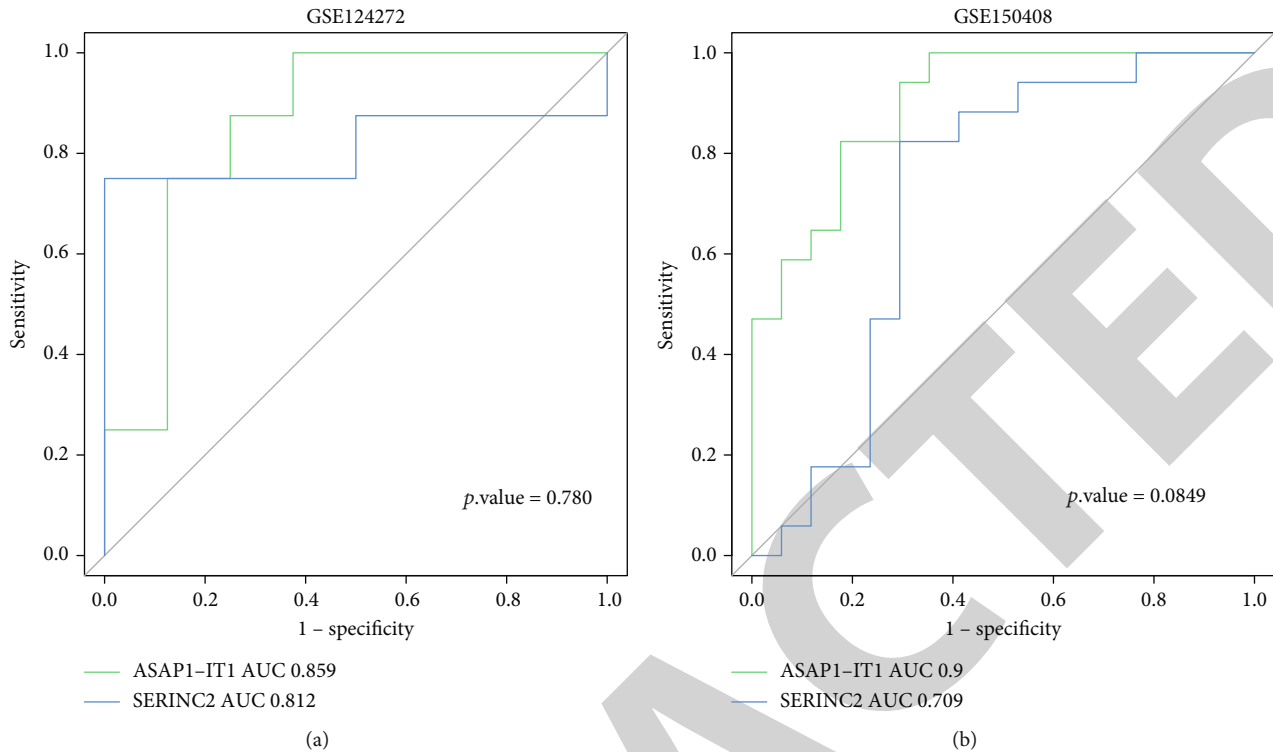 GSE124272
1.0
0.8
0.6
0.4
0.2
0.0
Sensitivity
p.value = 0.780
0.0 0.2 0.4 0.6 0.8 1.0
1 – specificity
ASAP1–IT1 AUC 0.859
SERINC2 AUC 0.812
(a)
GSE150408
1.0
0.8
0.6
0.4
0.2
0.0
Sensitivity
p.value = 0.0849
0.0 0.2 0.4 0.6 0.8 1.0
1 – specificity
ASAP1–IT1 AUC 0.9
SERINC2 AUC 0.709
(b)